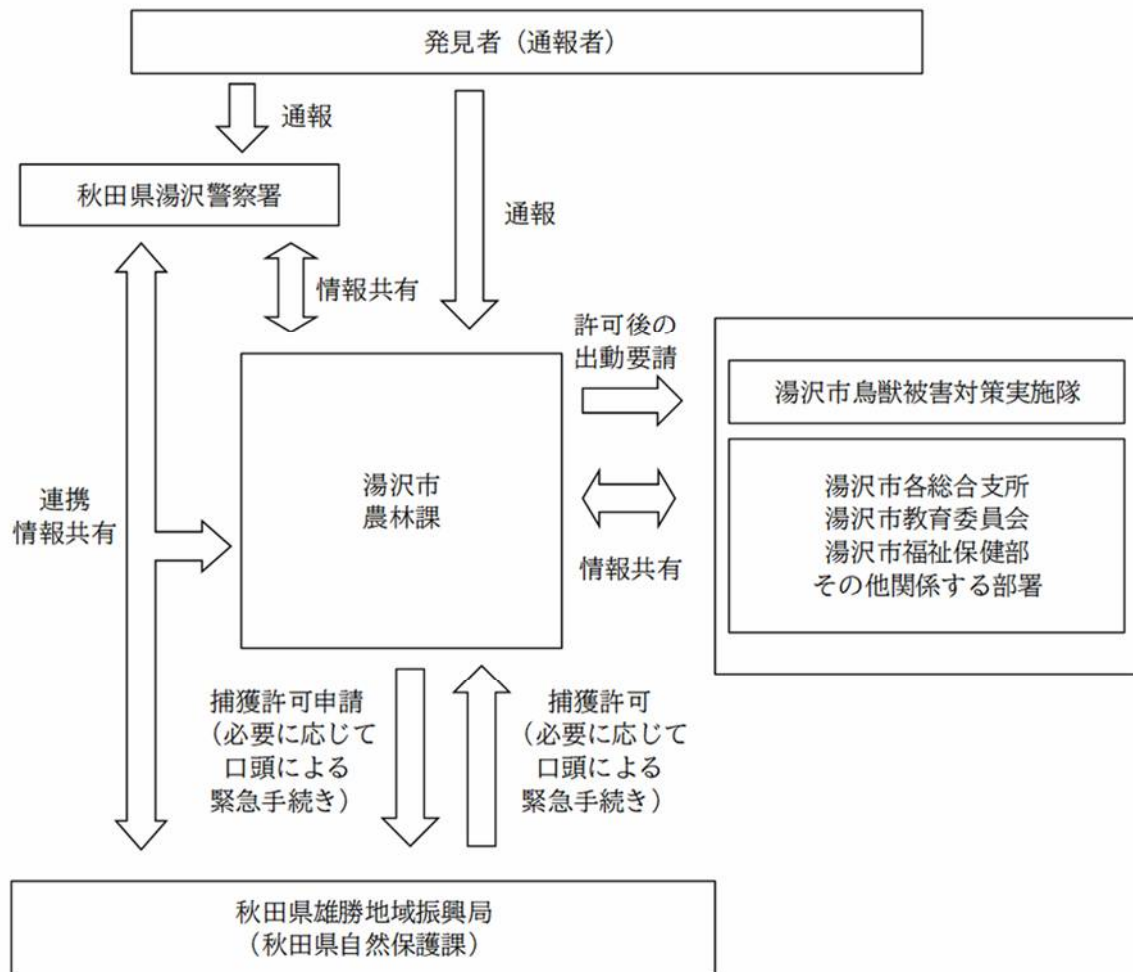 発見者（通報者）
通報
秋田県湯沢警察署
通報
情報共有
許可後の
出動要請
湯沢市鳥獣被害対策実施隊
湯沢市
農林課
湯沢市各総合支所
湯沢市教育委員会
湯沢市福祉保健部
その他関係する部署
連携
情報共有
情報共有
捕獲許可申請
（必要に応じて
口頭による
緊急手続き）
捕獲許可
（必要に応じて
口頭による
緊急手続き）
秋田県雄勝地域振興局
（秋田県自然保護課）